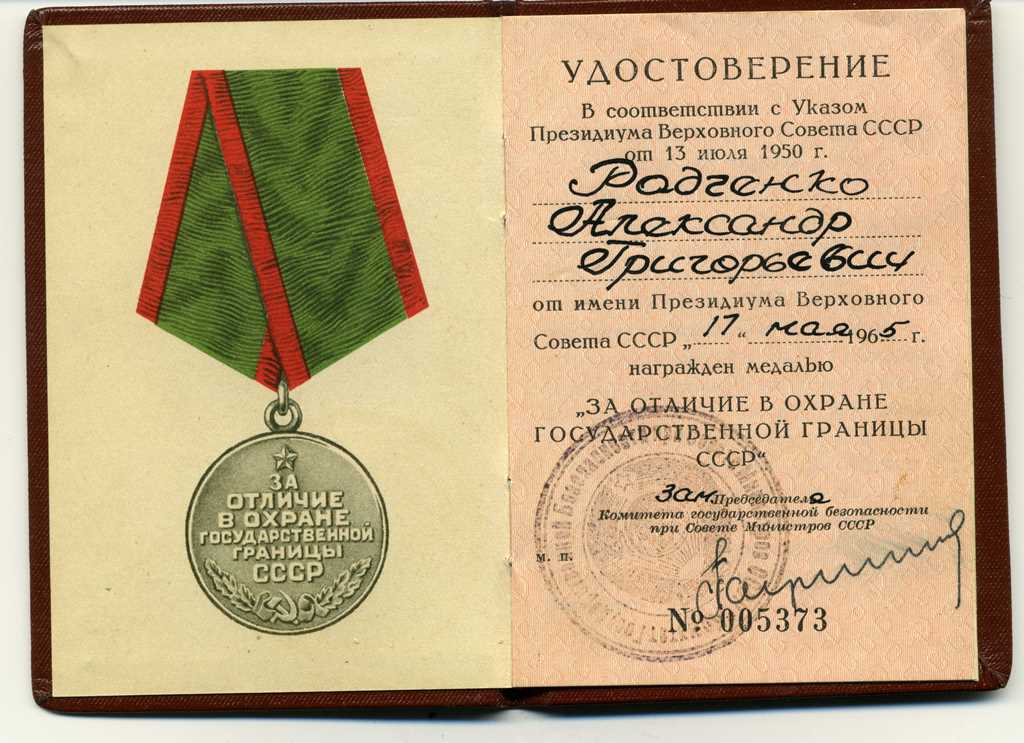 ЗА
ОТЛИЧИЕ
В ОХРАНЕ
ГОСУДАРСТВЕННОЙ
ГРАНИЦЫ
СССР
УДОСТОВЕРЕНИЕ
В соответствии с Указом
Президиума Верховного Совета СССР
от 13 июля 1950 г.
Радченко
Александр
Григорьевич
от имени Президиума Верховного
Совета СССР „17“ мая 1965 г.
награжден медалью
„ЗА ОТЛИЧИЕ В ОХРАНЕ
ГОСУДАРСТВЕННОЙ ГРАНИЦЫ
СССР“
зам. Председателя
Комитета государственной безопасности
при Совете Министров СССР
м. п.
№ 005373